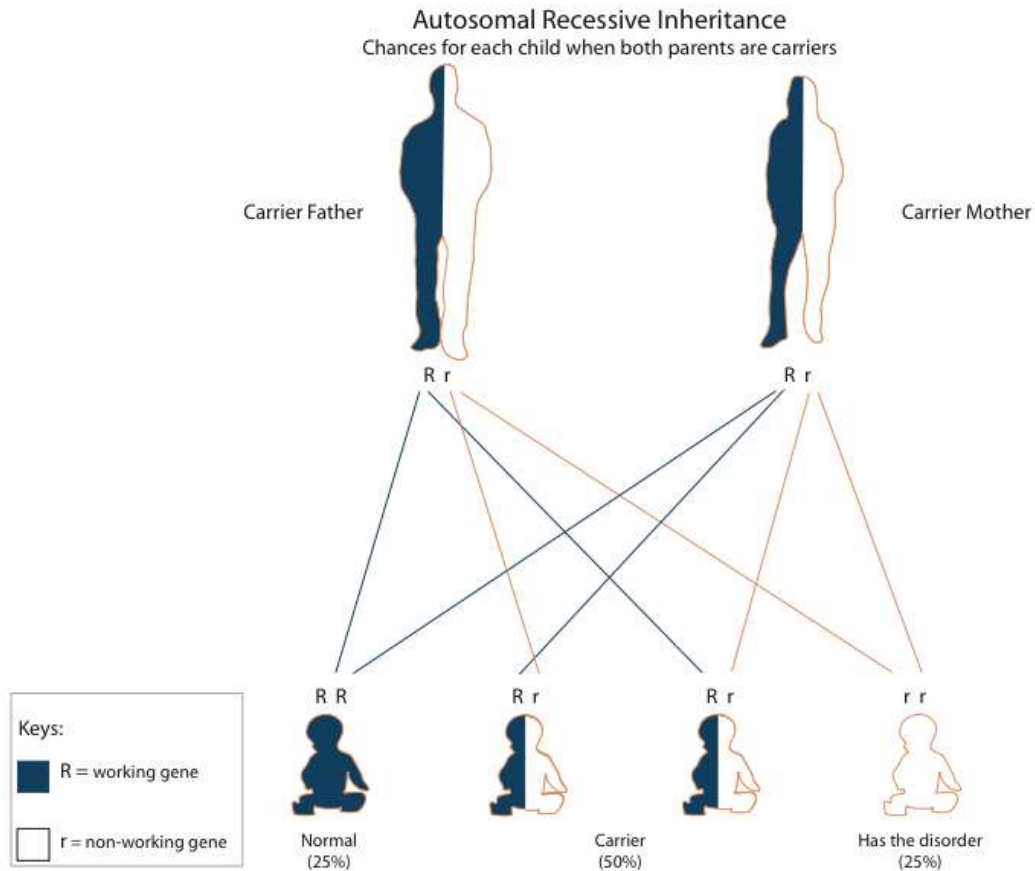 Autosomal Recessive Inheritance
Chances for each child when both parents are carriers
Carrier Father
Carrier Mother
R r
R r
R R
R r
R r
r r
Keys:
R = working gene
r = non-working gene
Normal
(25%)
Carrier
(50%)
Has the disorder
(25%)